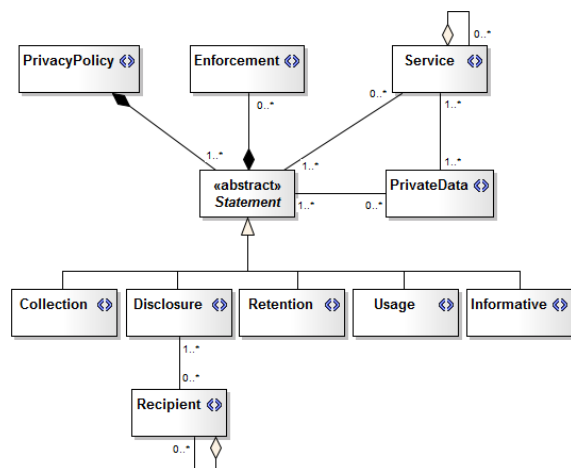 PrivacyPolicy
Enforcement
Service
0..*
0..*
0..*
1..*
1..*
1..*
1..*
«abstract»
Statement
PrivateData
1..*
0..*
Collection
Disclosure
Retention
Usage
Informative
1..*
0..*
Recipient
0..*